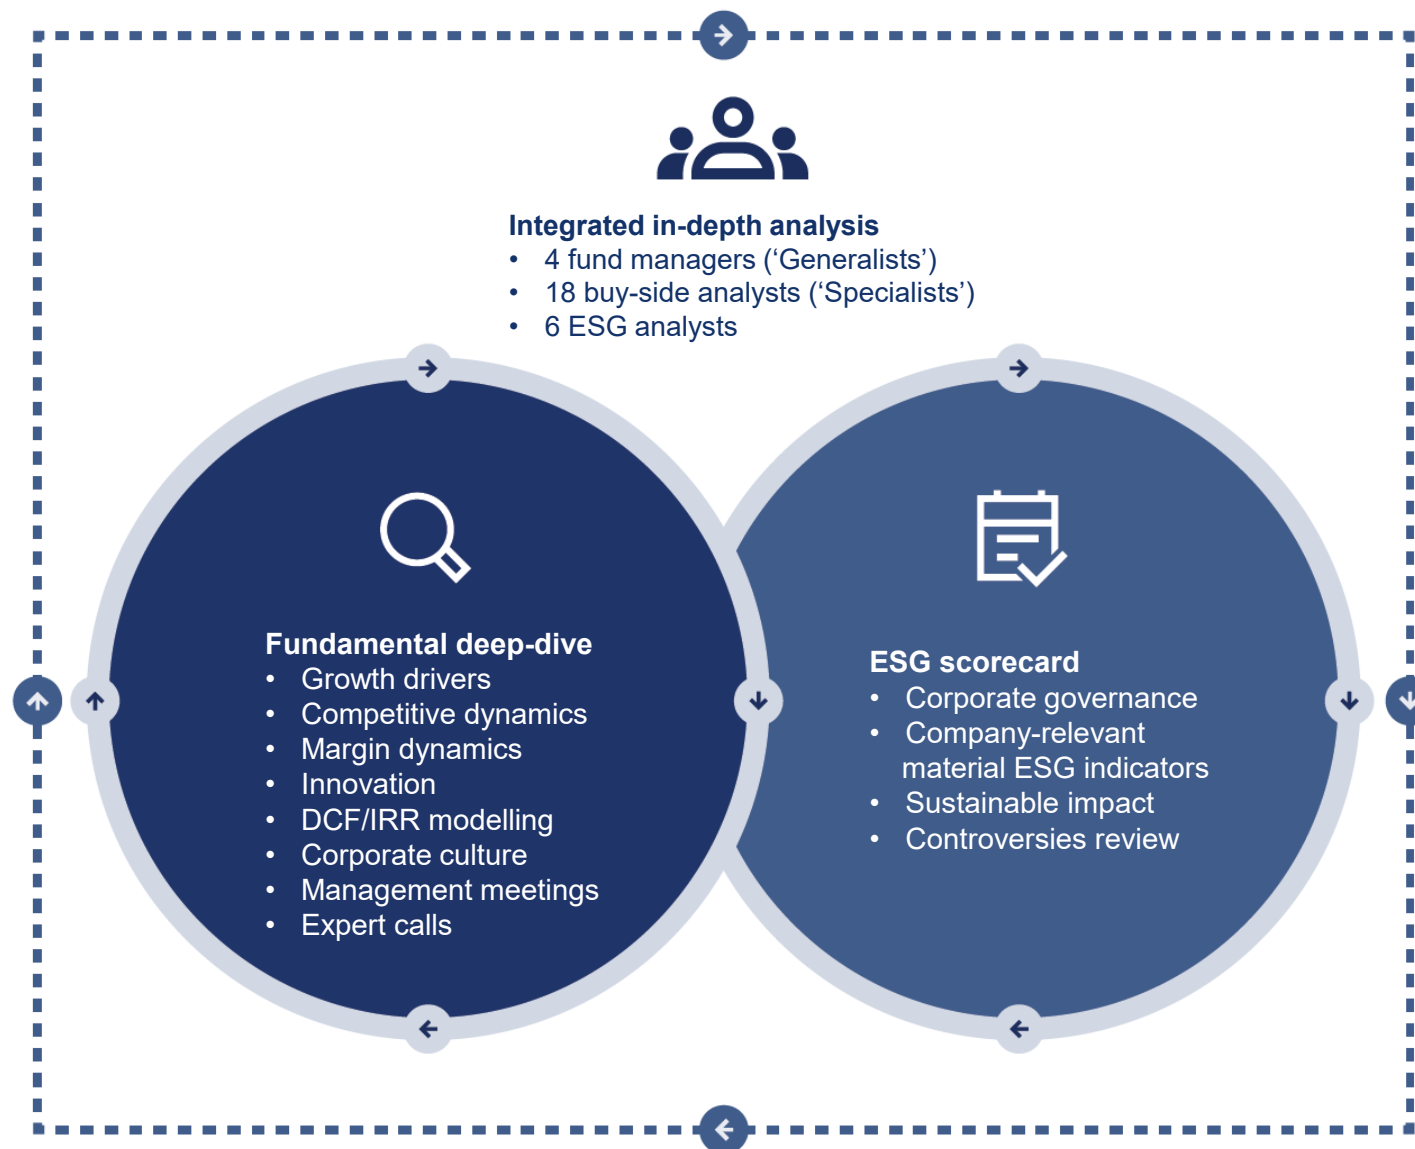 Integrated in-depth analysis
• 4 fund managers (‘Generalists’)
• 18 buy-side analysts (‘Specialists’)
• 6 ESG analysts
Fundamental deep-dive
• Growth drivers
• Competitive dynamics
• Margin dynamics
• Innovation
• DCF/IRR modelling
• Corporate culture
• Management meetings
• Expert calls
ESG scorecard
• Corporate governance
• Company-relevant
material ESG indicators
• Sustainable impact
• Controversies review